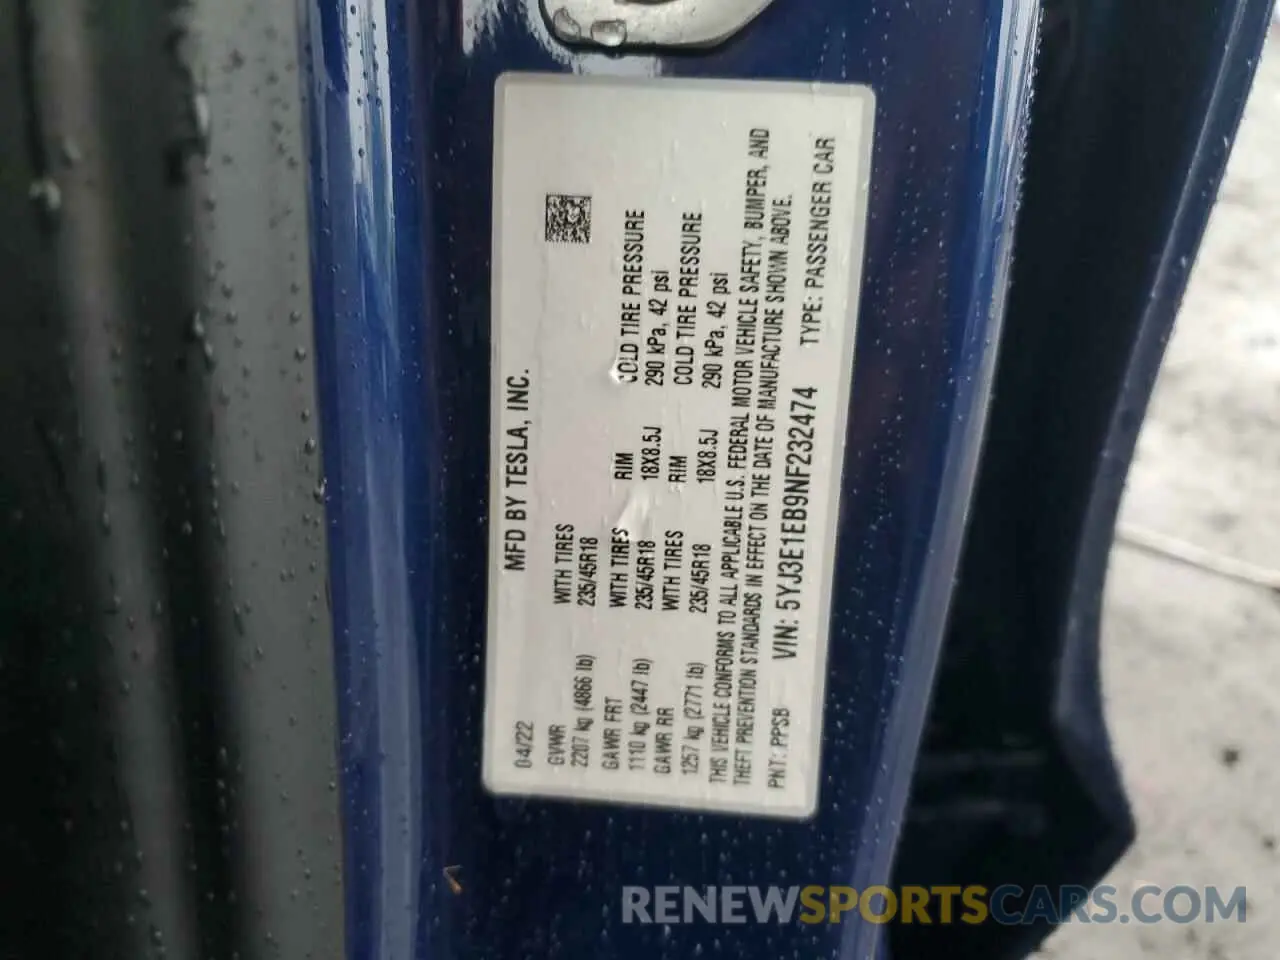 MFD BY TESLA, INC.
04/22
GVWR WITH TIRES
2207 kg (4866 lb) 235/45R18
GAWR FRT WITH TIRES RIM COLD TIRE PRESSURE
1110 kg (2447 lb) 235/45R18 18X8.5J 290 kPa, 42 psi
GAWR RR WITH TIRES RIM COLD TIRE PRESSURE
1257 kg (2771 lb) 235/45R18 18X8.5J 290 kPa, 42 psi
THIS VEHICLE CONFORMS TO ALL APPLICABLE U.S. FEDERAL MOTOR VEHICLE SAFETY, BUMPER, AND
THEFT PREVENTION STANDARDS IN EFFECT ON THE DATE OF MANUFACTURE SHOWN ABOVE.
PNT: PPSB VIN: 5YJ3E1EB9NF232474 TYPE: PASSENGER CAR
RENEWSPORTSCARS.COM